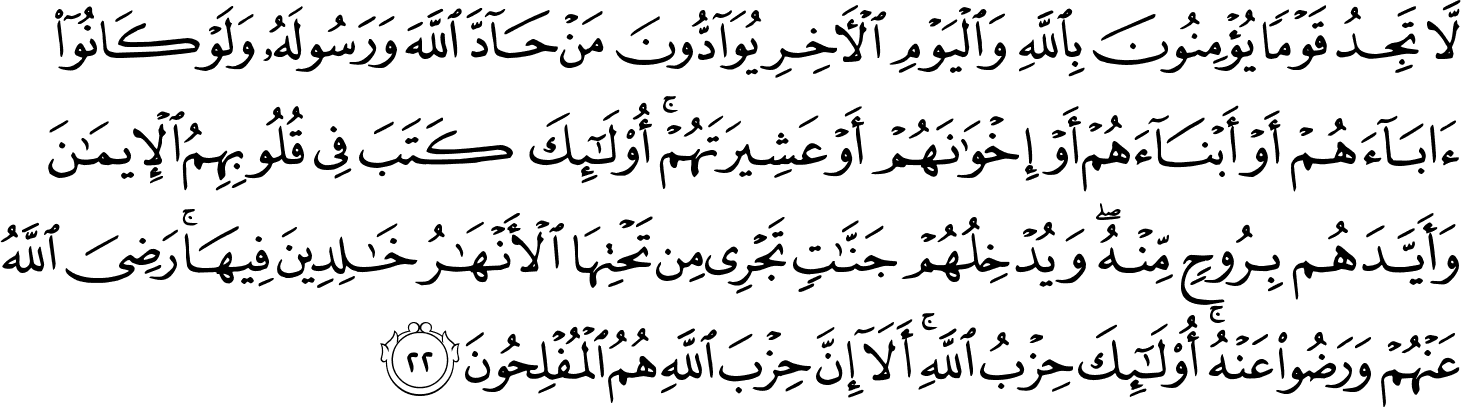 لَّا تَجِدُ قَوْمًا يُؤْمِنُونَ بِٱللَّهِ وَٱلْيَوْمِ ٱلْأَخِرِ يُوَآدُّونَ مَنْ حَآدَّ ٱللَّهَ وَرَسُولَهُۥ وَلَوْ كَانُوٓا۟
ءَابَآءَهُمْ أَوْ أَبْنَآءَهُمْ أَوْ إِخْوَٰنَهُمْ أَوْ عَشِيرَتَهُمْ ۚ أُو۟لَٰٓئِكَ كَتَبَ فِى قُلُوبِهِمُ ٱلْإِيمَٰنَ
وَأَيَّدَهُم بِرُوحٍ مِّنْهُ ۖ وَيُدْخِلُهُمْ جَنَّٰتٍ تَجْرِى مِن تَحْتِهَا ٱلْأَنْهَٰرُ خَٰلِدِينَ فِيهَا ۚ رَضِىَ ٱللَّهُ
عَنْهُمْ وَرَضُوا۟ عَنْهُ ۚ أُو۟لَٰٓئِكَ حِزْبُ ٱللَّهِ ۚ أَلَآ إِنَّ حِزْبَ ٱللَّهِ هُمُ ٱلْمُفْلِحُونَ ٢٢